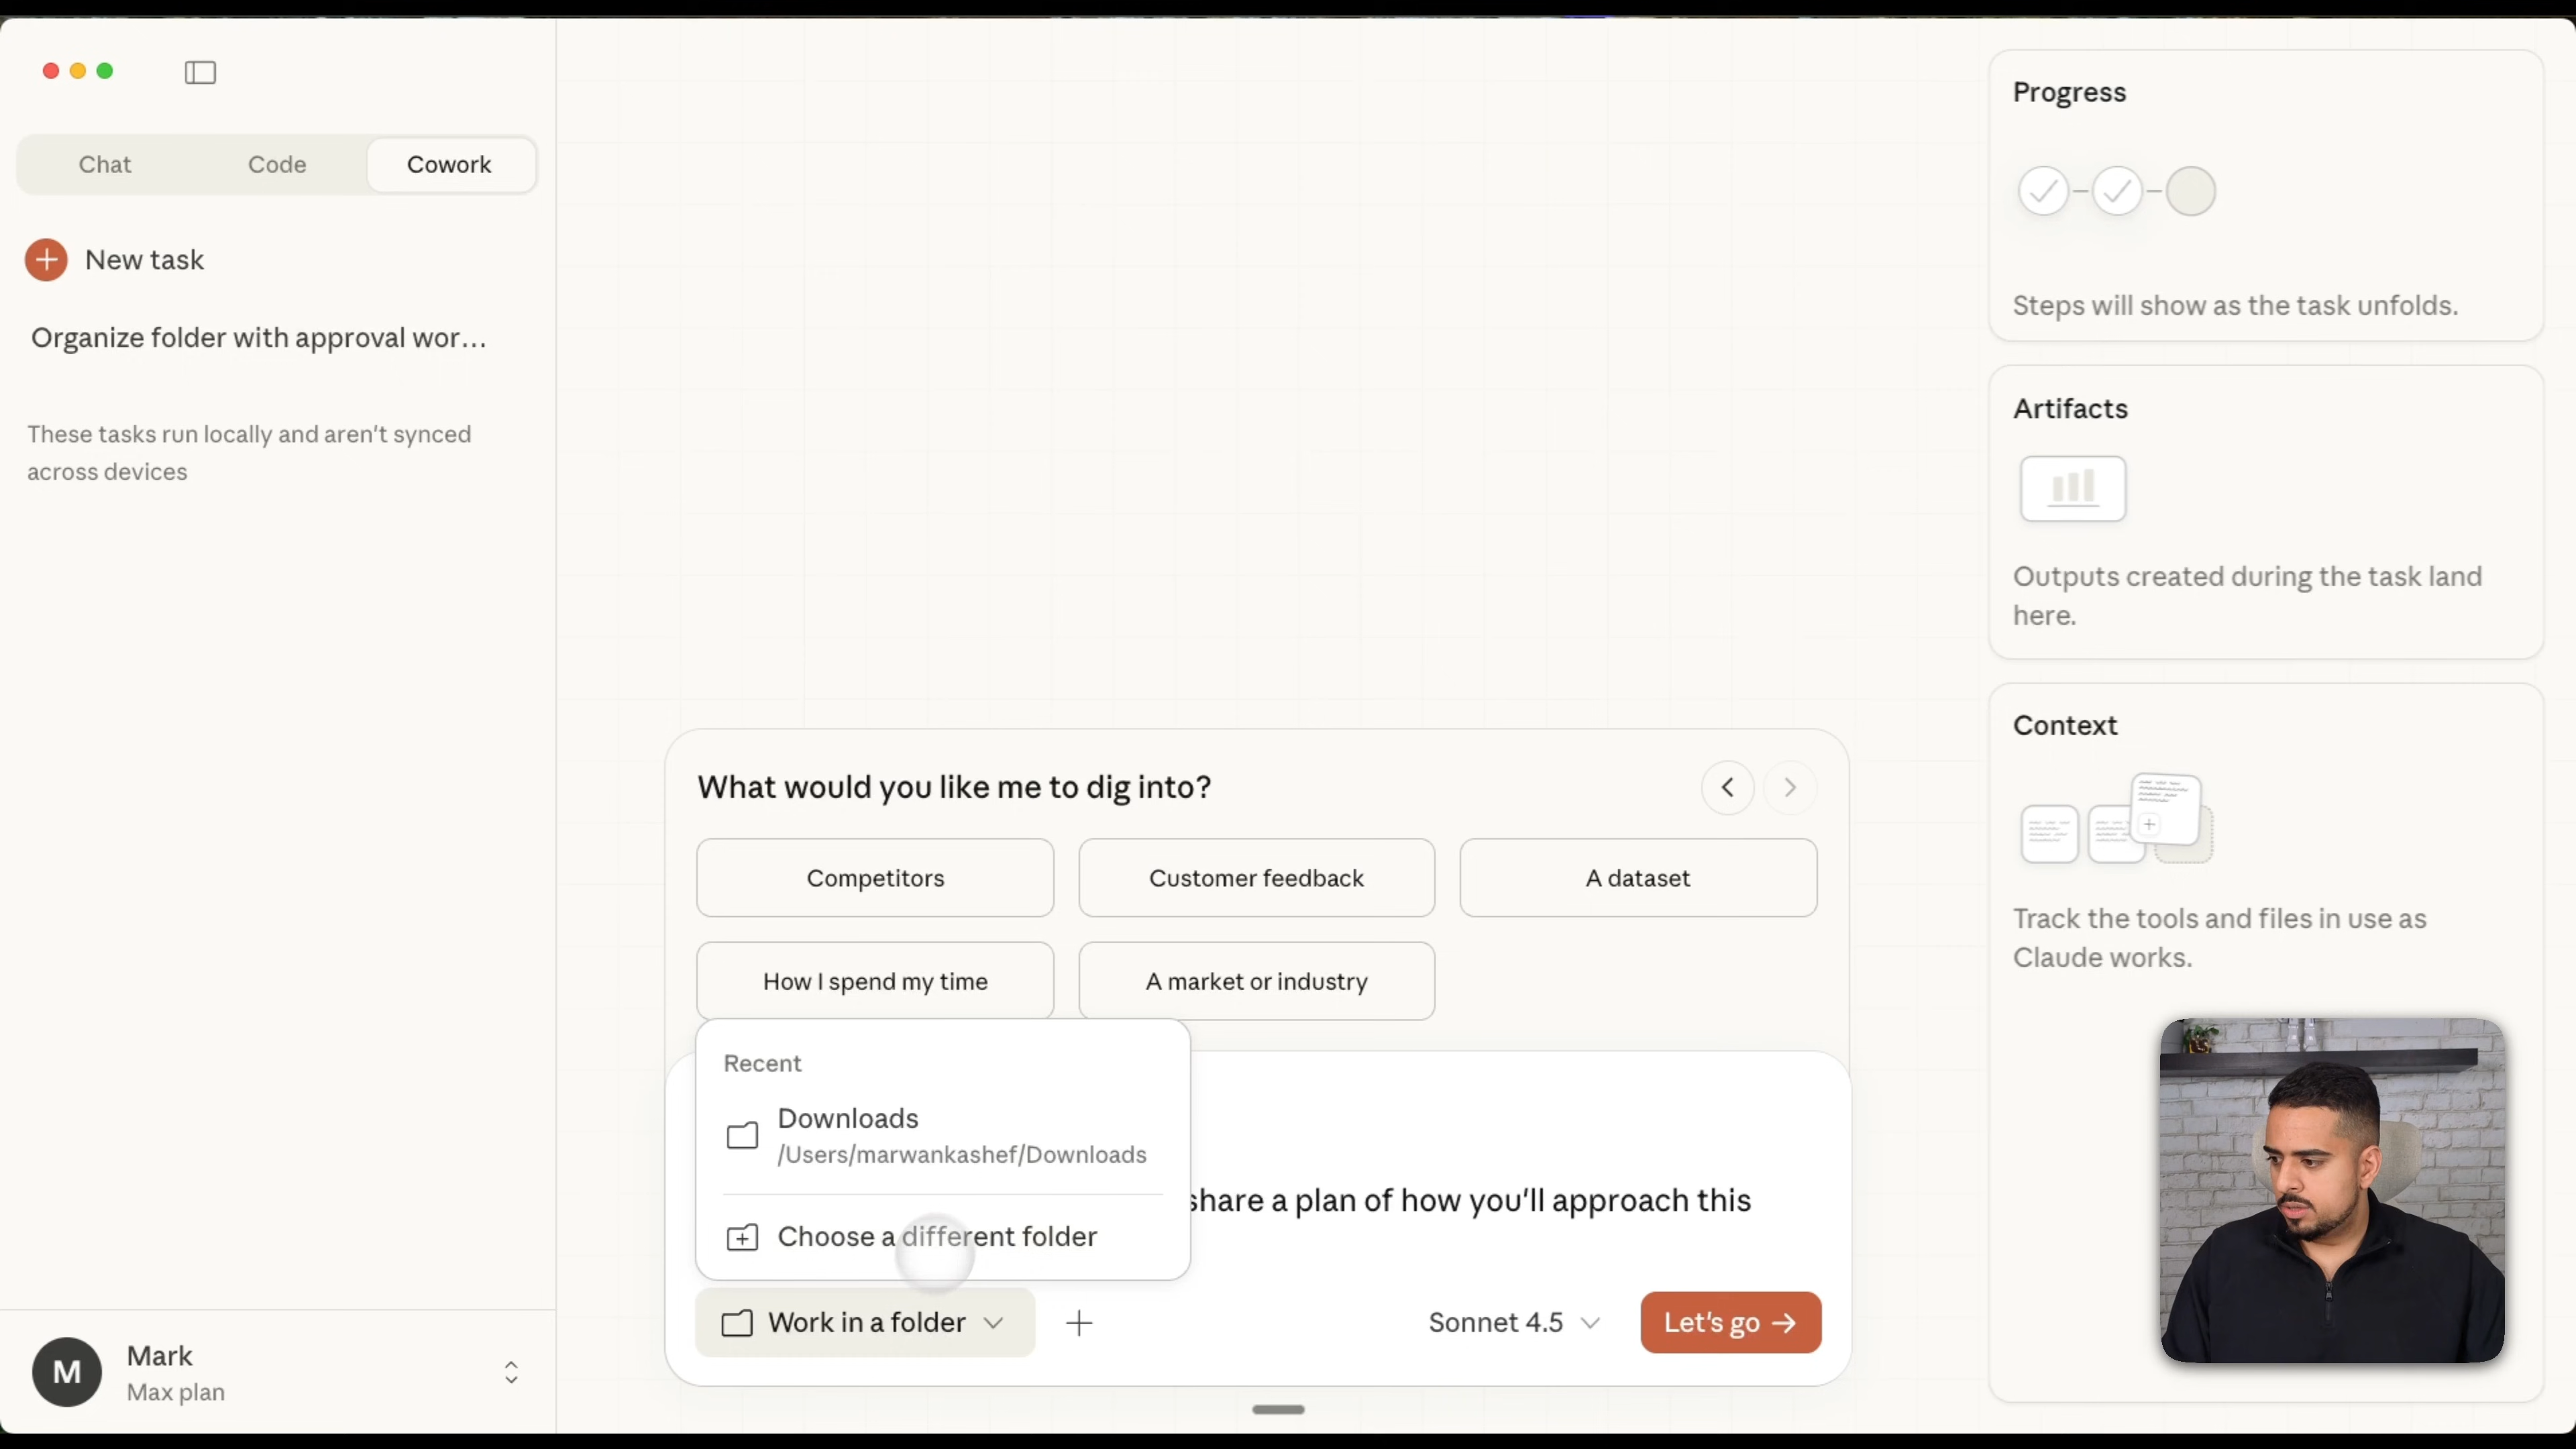 Chat
Code
Cowork
New task
Organize folder with approval wor...
These tasks run locally and aren't synced
across devices
Mark
Max plan
M
What would you like me to dig into?
Competitors
Customer feedback
A dataset
How I spend my time
A market or industry
Recent
Downloads
/Users/marwankashef/Downloads
Choose a different folder
share a plan of how you'll approach this
Work in a folder
Sonnet 4.5
Let's go
Progress
Steps will show as the task unfolds.
Artifacts
Outputs created during the task land
here.
Context
Track the tools and files in use as
Claude works.